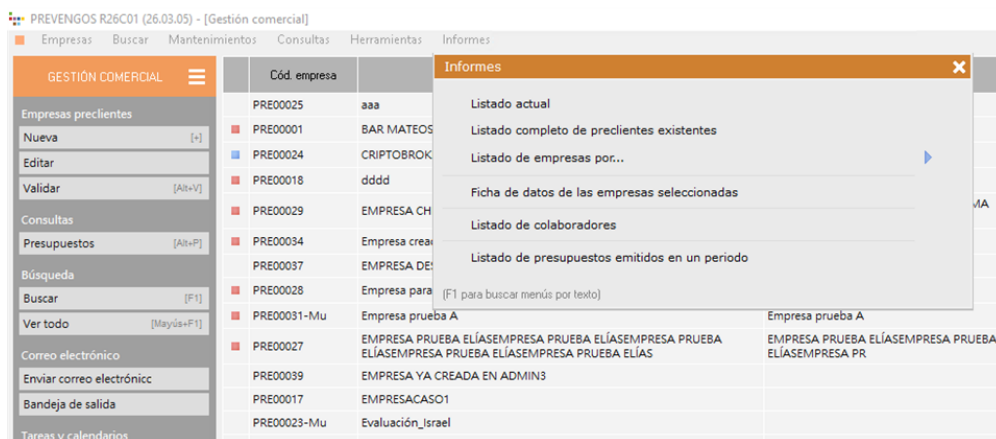 PREVENGOS R26C01 (26.03.05) - [Gestión comercial]
Empresas Buscar Mantenimientos Consultas Herramientas Informes
GESTIÓN COMERCIAL
Empresas preclientes
Nueva [+]
Editar
Validar [Alt+V]
Consultas
Presupuestos [Alt+P]
Búsqueda
Buscar [F1]
Ver todo [Mayús+F1]
Correo electrónico
Enviar correo electrónicc
Bandeja de salida
Tareas y calendarios
Cód. empresa
PRE00025 aaa
PRE00001 BAR MATEOS
PRE00024 CRIPTOBROK
PRE00018 dddd
PRE00029 EMPRESA CH
PRE00034 Empresa crea
PRE00037 EMPRESA DE
PRE00028 Empresa para
PRE00031-Mu Empresa prueba A Empresa prueba A
PRE00027 EMPRESA PRUEBA ELÍASEMPRESA PRUEBA ELÍASEMPRESA PRUEBA EMPRESA PRUEBA ELÍASEMPRESA PRUEBA
ELÍASEMPRESA PRUEBA ELÍASEMPRESA PRUEBA ELÍAS ELÍASEMPRESA PR
PRE00039 EMPRESA YA CREADA EN ADMIN3
PRE00017 EMPRESACASO1
PRE00023-Mu Evaluación_Israel
Informes
Listado actual
Listado completo de preclientes existentes
Listado de empresas por...
Ficha de datos de las empresas seleccionadas
Listado de colaboradores
Listado de presupuestos emitidos en un periodo
(F1 para buscar menús por texto)